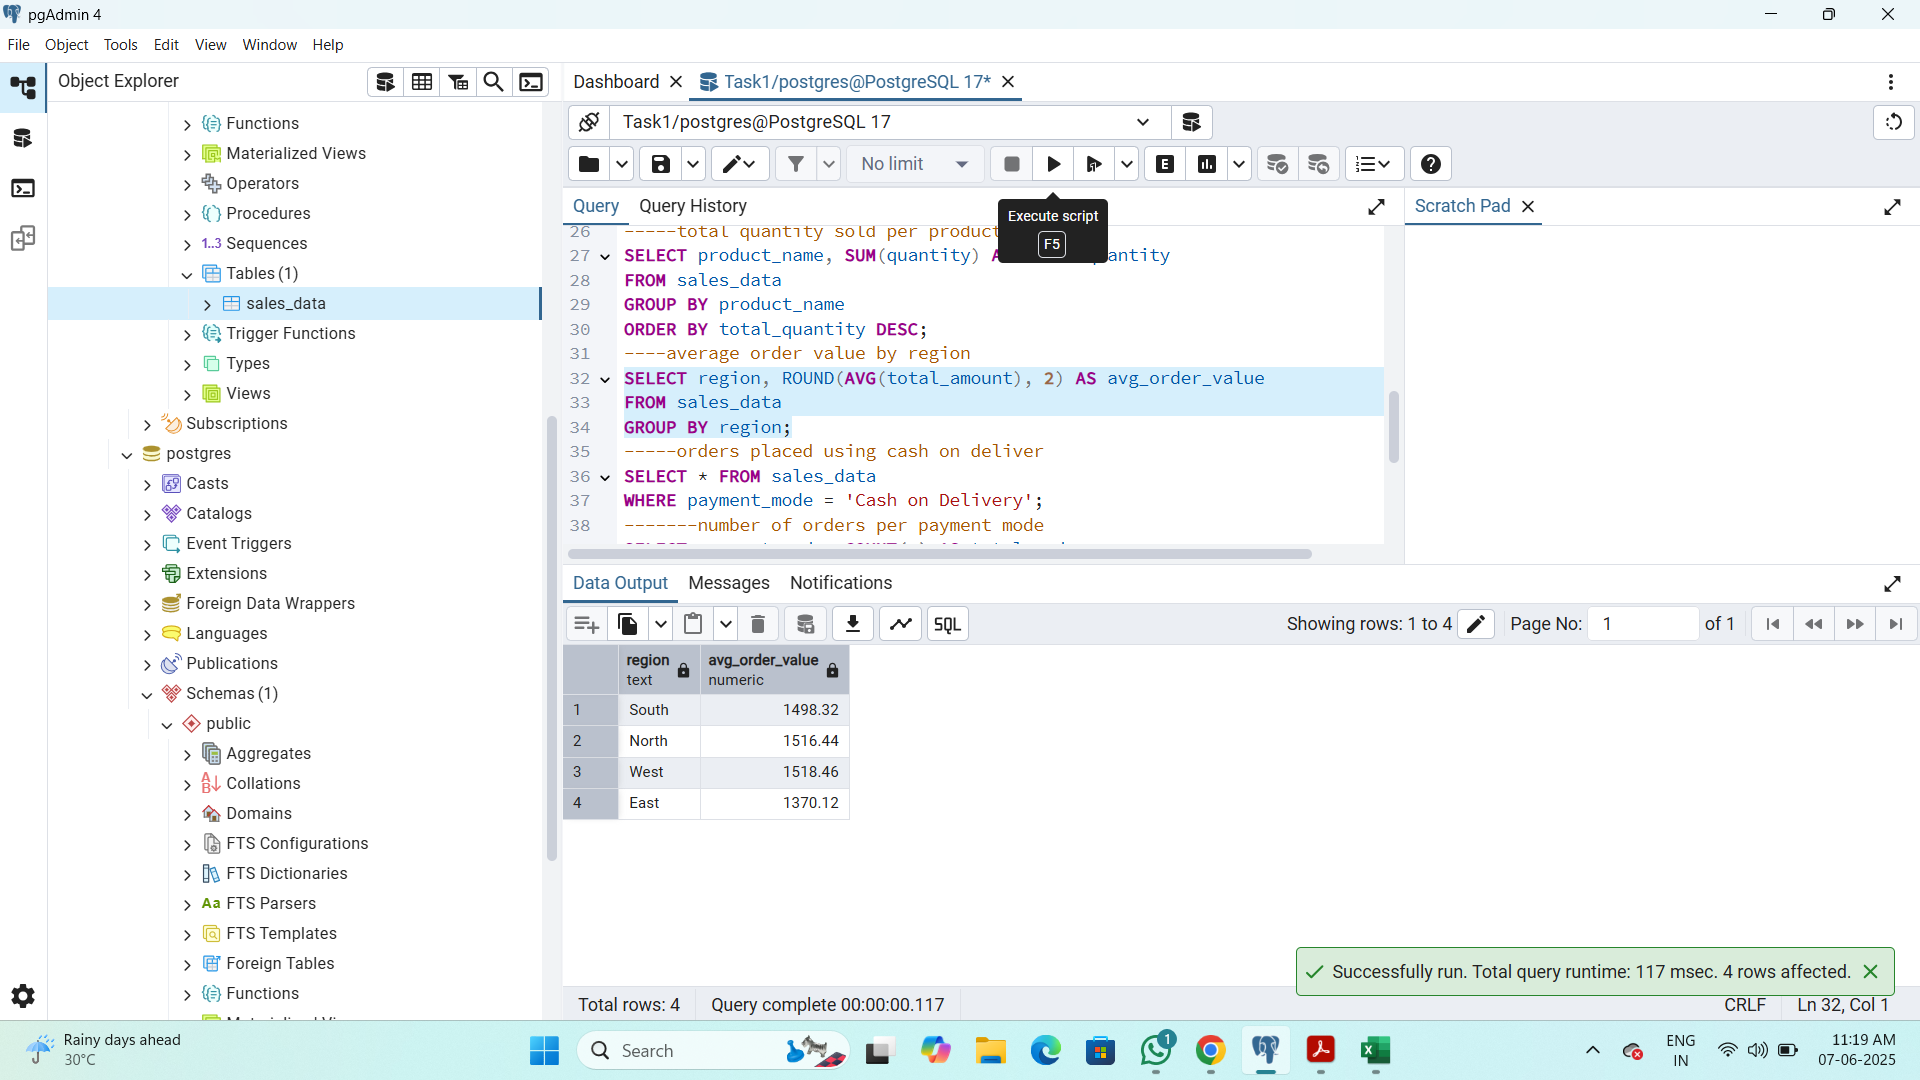 pgAdmin 4
File Object Tools Edit View Window Help
Object Explorer
Functions
Materialized Views
Operators
Procedures
1..3 Sequences
Tables (1)
sales_data
Trigger Functions
Types
Views
Subscriptions
postgres
Casts
Catalogs
Event Triggers
Extensions
Foreign Data Wrappers
Languages
Publications
Schemas (1)
public
Aggregates
Collations
Domains
FTS Configurations
FTS Dictionaries
Aa FTS Parsers
FTS Templates
Foreign Tables
Functions
Dashboard Task1/postgres@PostgreSQL 17*
Task1/postgres@PostgreSQL 17
No limit
E
Query Query History
Execute script
F5
Scratch Pad
26 -----total quantity sold per product
27 SELECT product_name, SUM(quantity)
28 FROM sales_data
29 GROUP BY product_name
30 ORDER BY total_quantity DESC;
31 ----average order value by region
32 SELECT region, ROUND(AVG(total_amount), 2) AS avg_order_value
33 FROM sales_data
34 GROUP BY region;
35 -----orders placed using cash on deliver
36 SELECT * FROM sales_data
37 WHERE payment_mode = 'Cash on Delivery';
38 -------number of orders per payment mode
Data Output Messages Notifications
SQL
Showing rows: 1 to 4 Page No: 1 of 1
region avg_order_value
text numeric
1 South 1498.32
2 North 1516.44
3 West 1518.46
4 East 1370.12
Successfully run. Total query runtime: 117 msec. 4 rows affected.
Total rows: 4 Query complete 00:00:00.117 CRLF Ln 32, Col 1
Rainy days ahead
30°C
Search
1
ENG
IN
11:19 AM
07-06-2025